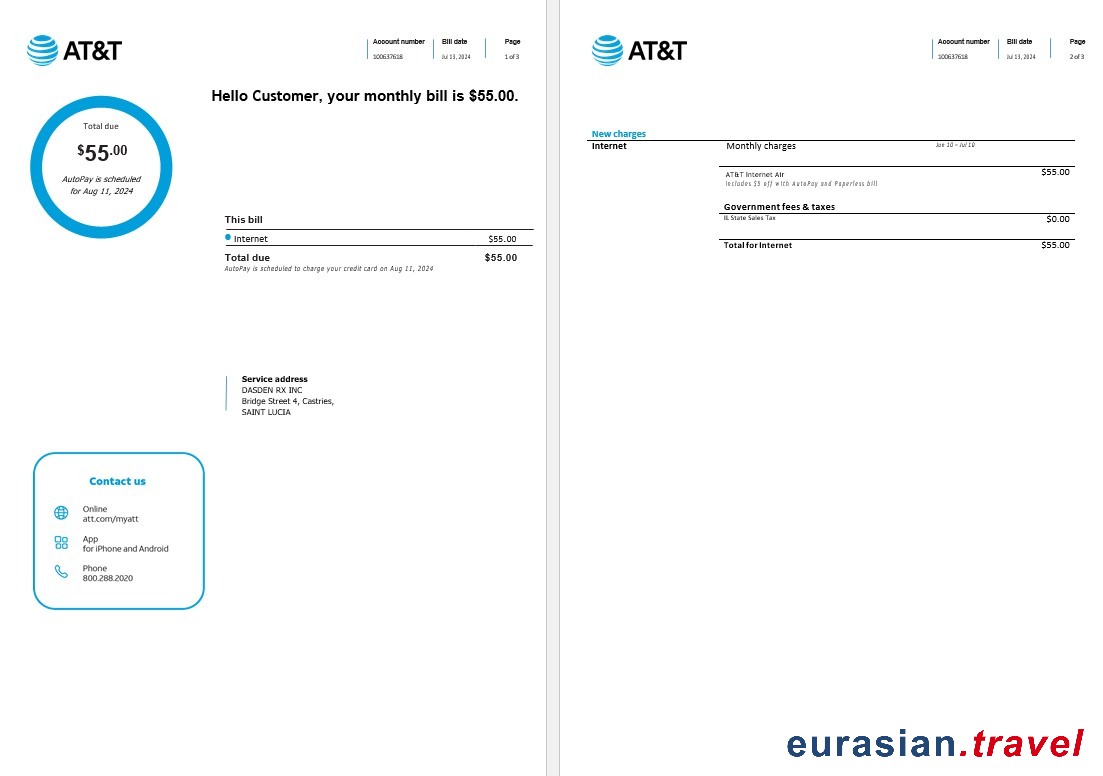 AT&T
Account number Bill date Page
100637618 Jul 13, 2024 1 of 3
Hello Customer, your monthly bill is $55.00.
Total due
$55.00
AutoPay is scheduled
for Aug 11, 2024
This bill
Internet $55.00
Total due $55.00
AutoPay is scheduled to charge your credit card on Aug 11, 2024
Service address
DASDEN RX INC
Bridge Street 4, Castries,
SAINT LUCIA
Contact us
Online
att.com/myatt
App
for iPhone and Android
Phone
800.288.2020
AT&T
Account number Bill date Page
100637618 Jul 13, 2024 2 of 3
New charges
Internet Monthly charges Jun 10 – Jul 10
AT&T Internet Air $55.00
Includes $5 off with AutoPay and Paperless bill
Government fees & taxes
IL State Sales Tax $0.00
Total for Internet $55.00
eurasian.travel